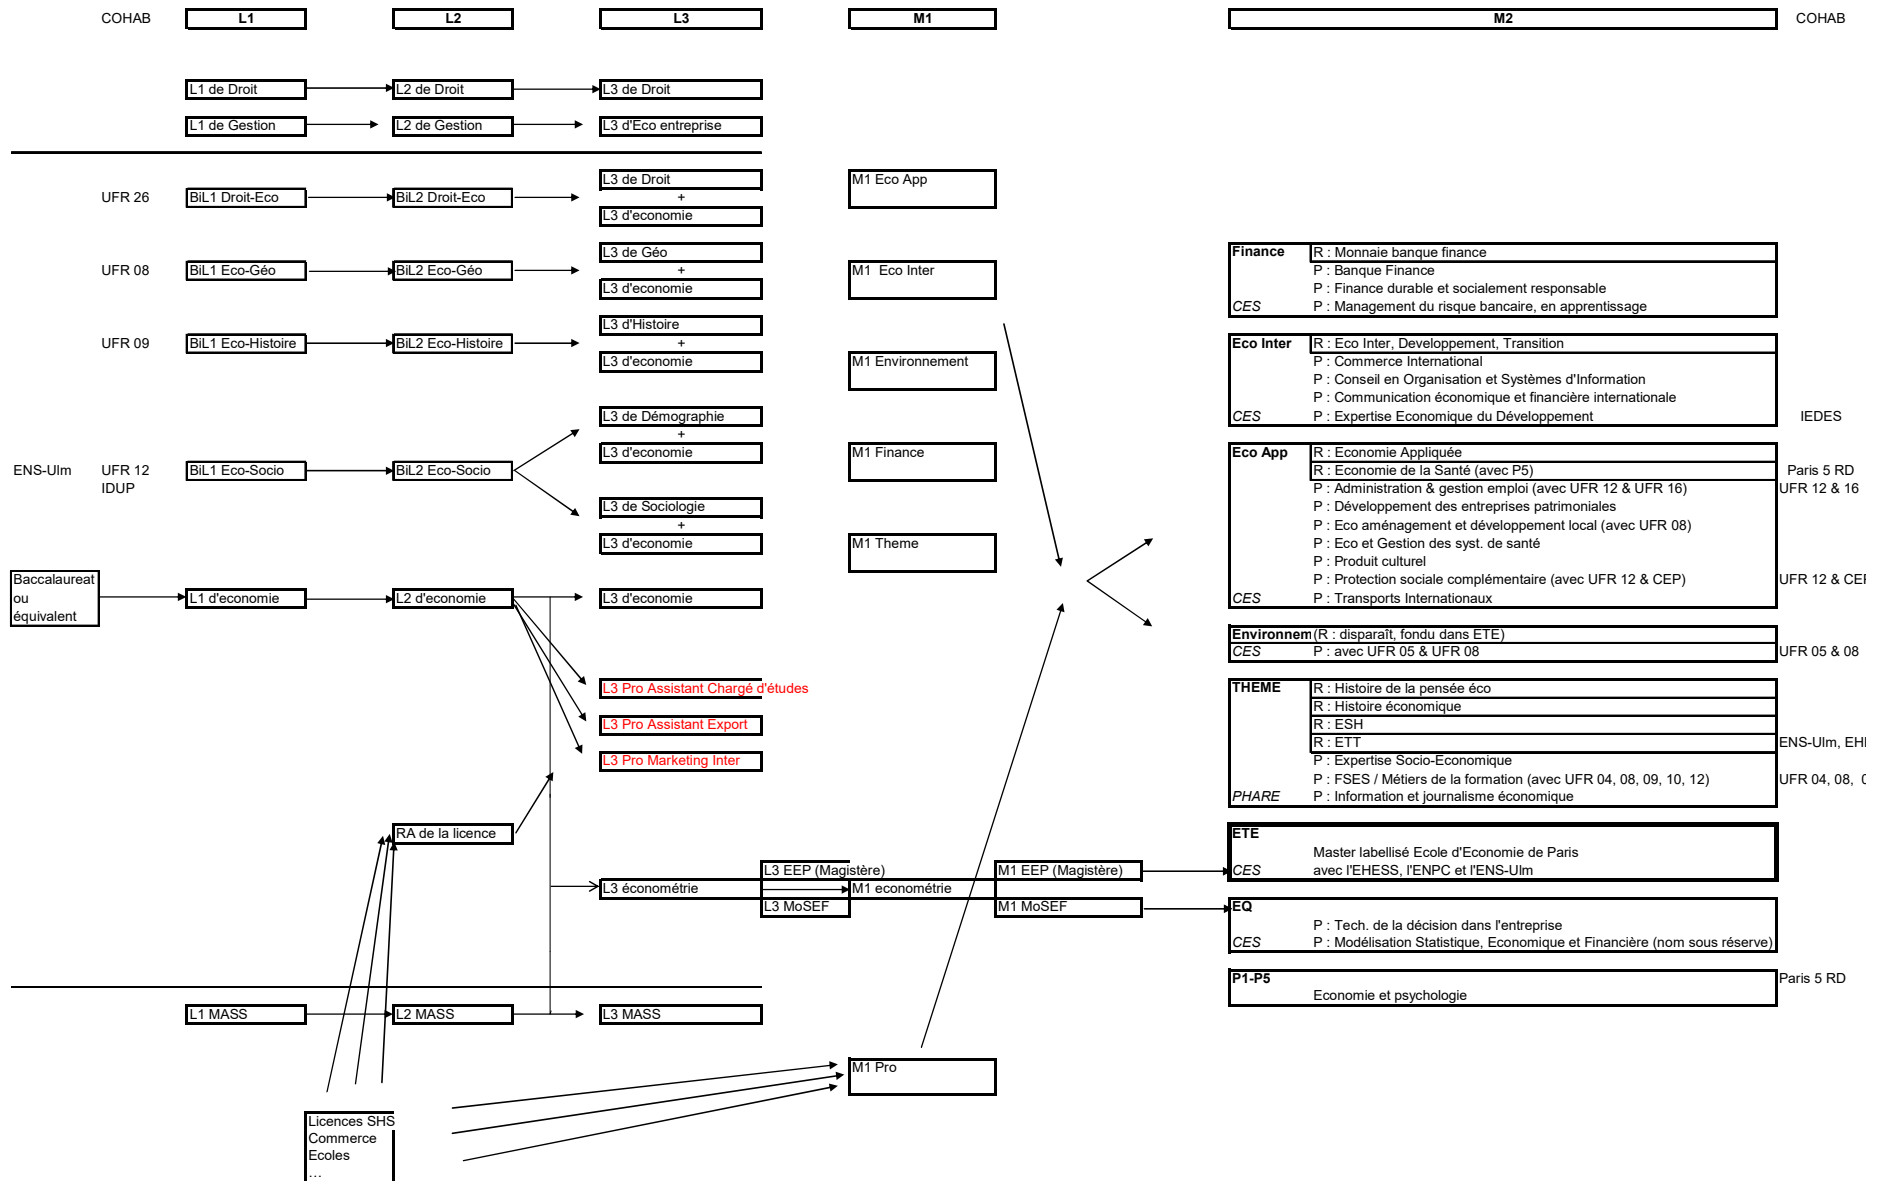 COHAB L1 L2 L3 M1 M2 COHAB
L1 de Droit L2 de Droit L3 de Droit
L1 de Gestion L2 de Gestion L3 d'Eco entreprise
L3 de Droit M1 Eco App
UFR 26 BiL1 Droit-Eco BiL2 Droit-Eco +
L3 d'economie
L3 de Géo Finance R : Monnaie banque finance
UFR 08 BiL1 Eco-Géo BiL2 Eco-Géo + M1 Eco Inter P : Banque Finance
L3 d'economie P : Finance durable et socialement responsable
CES P : Management du risque bancaire, en apprentissage
L3 d'Histoire
UFR 09 BiL1 Eco-Histoire BiL2 Eco-Histoire + Eco Inter R : Eco Inter, Developpement, Transition
L3 d'economie M1 Environnement P : Commerce International
P : Conseil en Organisation et Systèmes d'Information
P : Communication économique et financière internationale
L3 de Démographie CES P : Expertise Economique du Développement IEDES
+
L3 d'economie M1 Finance Eco App R : Economie Appliquée
ENS-Ulm UFR 12 BiL1 Eco-Socio BiL2 Eco-Socio R : Economie de la Santé (avec P5) Paris 5 RD
IDUP P : Administration & gestion emploi (avec UFR 12 & UFR 16) UFR 12 & 16
L3 de Sociologie P : Développement des entreprises patrimoniales
+ P : Eco aménagement et développement local (avec UFR 08)
L3 d'economie M1 Theme P : Eco et Gestion des syst. de santé
P : Produit culturel
Baccalaureat P : Protection sociale complémentaire (avec UFR 12 & CEP) UFR 12 &
ou L1 d'economie L2 d'economie L3 d'economie CES P : Transports Internationaux
équivalent
Environnem (R : disparaît, fondu dans ETE)
CES P : avec UFR 05 & UFR 08 UFR 05 & 08
L3 Pro Assistant Chargé d'études THEME R : Histoire de la pensée éco
R : Histoire économique
L3 Pro Assistant Export R : ESH
R : ETT ENS-Ulm,
L3 Pro Marketing Inter P : Expertise Socio-Economique
P : FSES / Métiers de la formation (avec UFR 04, 08, 09, 10, 12) UFR 04, 08,
PHARE P : Information et journalisme économique
RA de la licence ETE
Master labellisé Ecole d'Economie de Paris
L3 EEP (Magistère) M1 EEP (Magistère) CES avec l'EHESS, l'ENPC et l'ENS-Ulm
L3 économétrie M1 econométrie
L3 MoSEF M1 MoSEF EQ
P : Tech. de la décision dans l'entreprise
CES P : Modélisation Statistique, Economique et Financière (nom sous réserve)
P1-P5 Paris 5 RD
Economie et psychologie
L1 MASS L2 MASS L3 MASS
M1 Pro
Licences SHS
Commerce
Ecoles
...